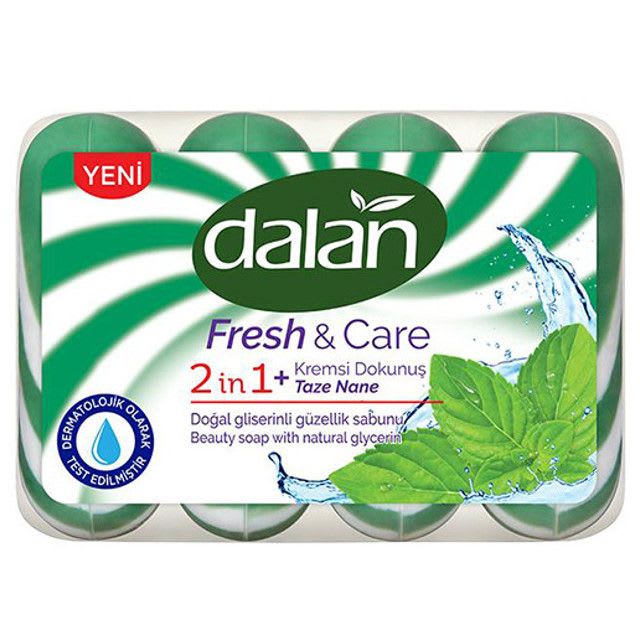 YENİ
dalan
Fresh & Care
2 in 1 +
Kremsi Dokunuş
Taze Nane
Doğal gliserinli güzellik sabunu
Beauty soap with natural glycerin
DERMATOLOJİK OLARAK
TEST EDİLMİŞTİR